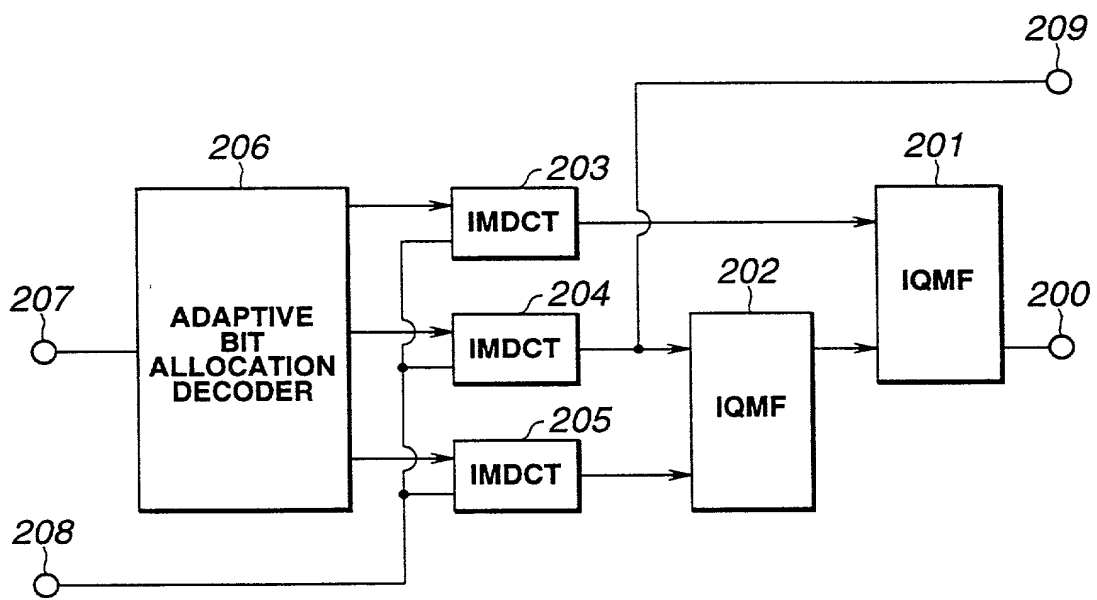 209
206
203
201
IMDCT
202
IQMF
207
204
200
ADAPTIVE
BIT
ALLOCATION
DECODER
IMDCT
IQMF
205
IMDCT
208